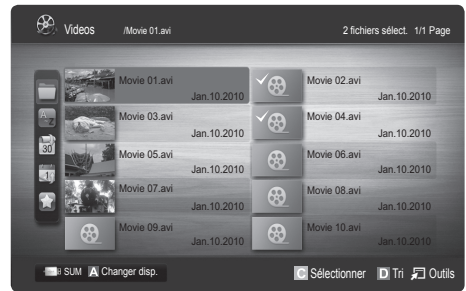 Videos /Movie 01.avi 2 fichiers sélect. 1/1 Page
Movie 01.avi Movie 02.avi
Jan.10.2010 Jan.10.2010
Movie 03.avi Movie 04.avi
Jan.10.2010 Jan.10.2010
Movie 05.avi Movie 06.avi
Jan.10.2010 Jan.10.2010
Movie 07.avi Movie 08.avi
Jan.10.2010 Jan.10.2010
Movie 09.avi Movie 10.avi
Jan.10.2010 Jan.10.2010
SUM A Changer disp. C Sélectionner D Tri Outils
30
1